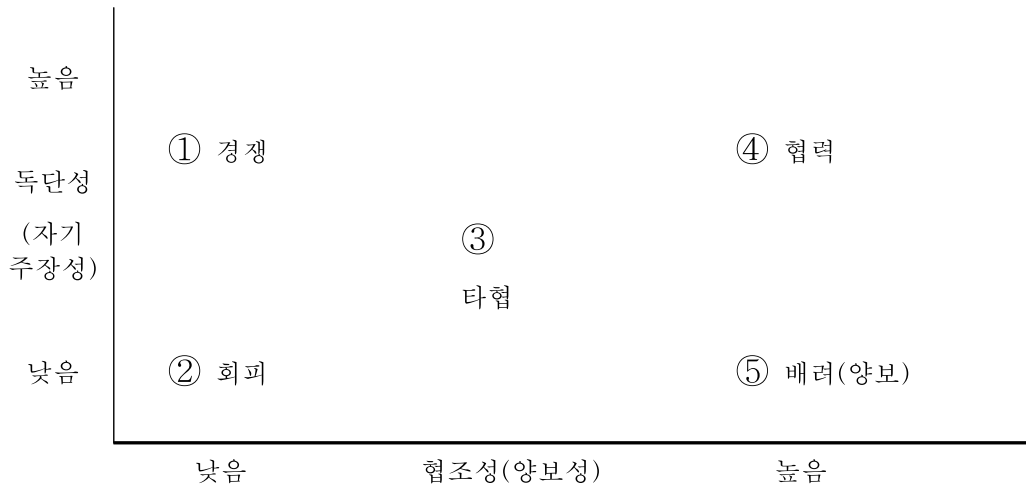 높음
① 경쟁
④ 협력
독단성
(자기
주장성)
③
타협
낮음
② 회피
⑤ 배려(양보)
낮음
협조성(양보성)
높음